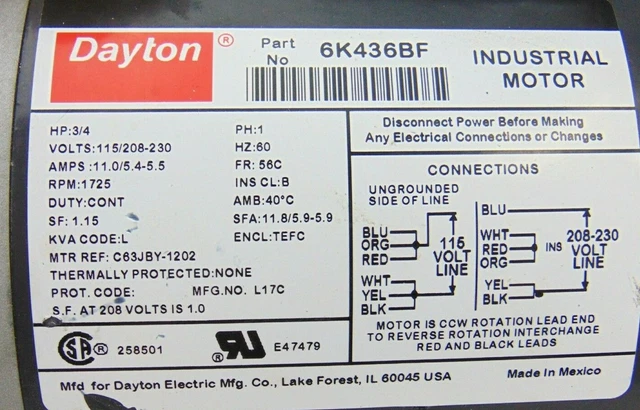 Dayton ®
Part No 6K436BF
INDUSTRIAL
MOTOR
HP:3/4
PH:1
VOLTS:115/208-230
HZ:60
AMPS :11.0/5.4-5.5
FR: 56C
RPM:1725
INS CL:B
DUTY:CONT
AMB:40°C
SF: 1.15
SFA:11.8/5.9-5.9
KVA CODE:L
ENCL:TEFC
MTR REF: C63JBY-1202
THERMALLY PROTECTED:NONE
PROT. CODE:
MFG.NO. L17C
S.F. AT 208 VOLTS IS 1.0
SA ® 258501
® RU E47479
Disconnect Power Before Making
Any Electrical Connections or Changes
CONNECTIONS
UNGROUNDED
SIDE OF LINE
BLU
ORG
RED
WHT
YEL
BLK
115
VOLT
LINE
BLU
WHT
RED
ORG
INS
YEL
BLK
208-230
VOLT
LINE
MOTOR IS CCW ROTATION LEAD END
TO REVERSE ROTATION INTERCHANGE
RED AND BLACK LEADS
Mfd for Dayton Electric Mfg. Co., Lake Forest, IL 60045 USA
Made In Mexico